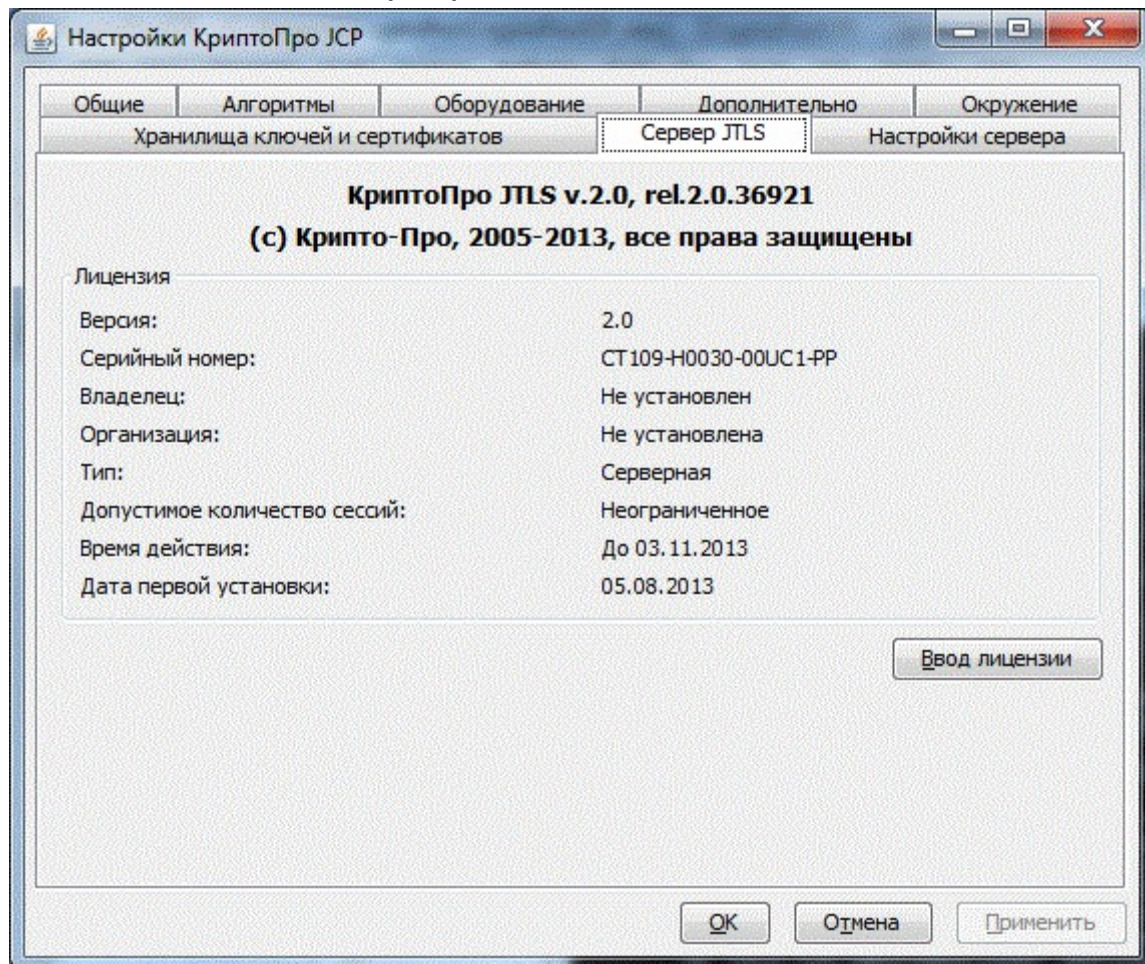 Настройки КриптоПро JCP
Общие Алгоритмы Оборудование Дополнительно Окружение
Хранилища ключей и сертификатов Сервер JTLS Настройки сервера
КриптоПро JTLS v.2.0, rel.2.0.36921
(c) Крипто-Про, 2005-2013, все права защищены
Лицензия
Версия: 2.0
Серийный номер: CT109-H0030-00UC1-PP
Владелец: Не установлен
Организация: Не установлена
Тип: Серверная
Допустимое количество сессий: Неограниченное
Время действия: До 03.11.2013
Дата первой установки: 05.08.2013
Ввод лицензии
OK Отмена Применить